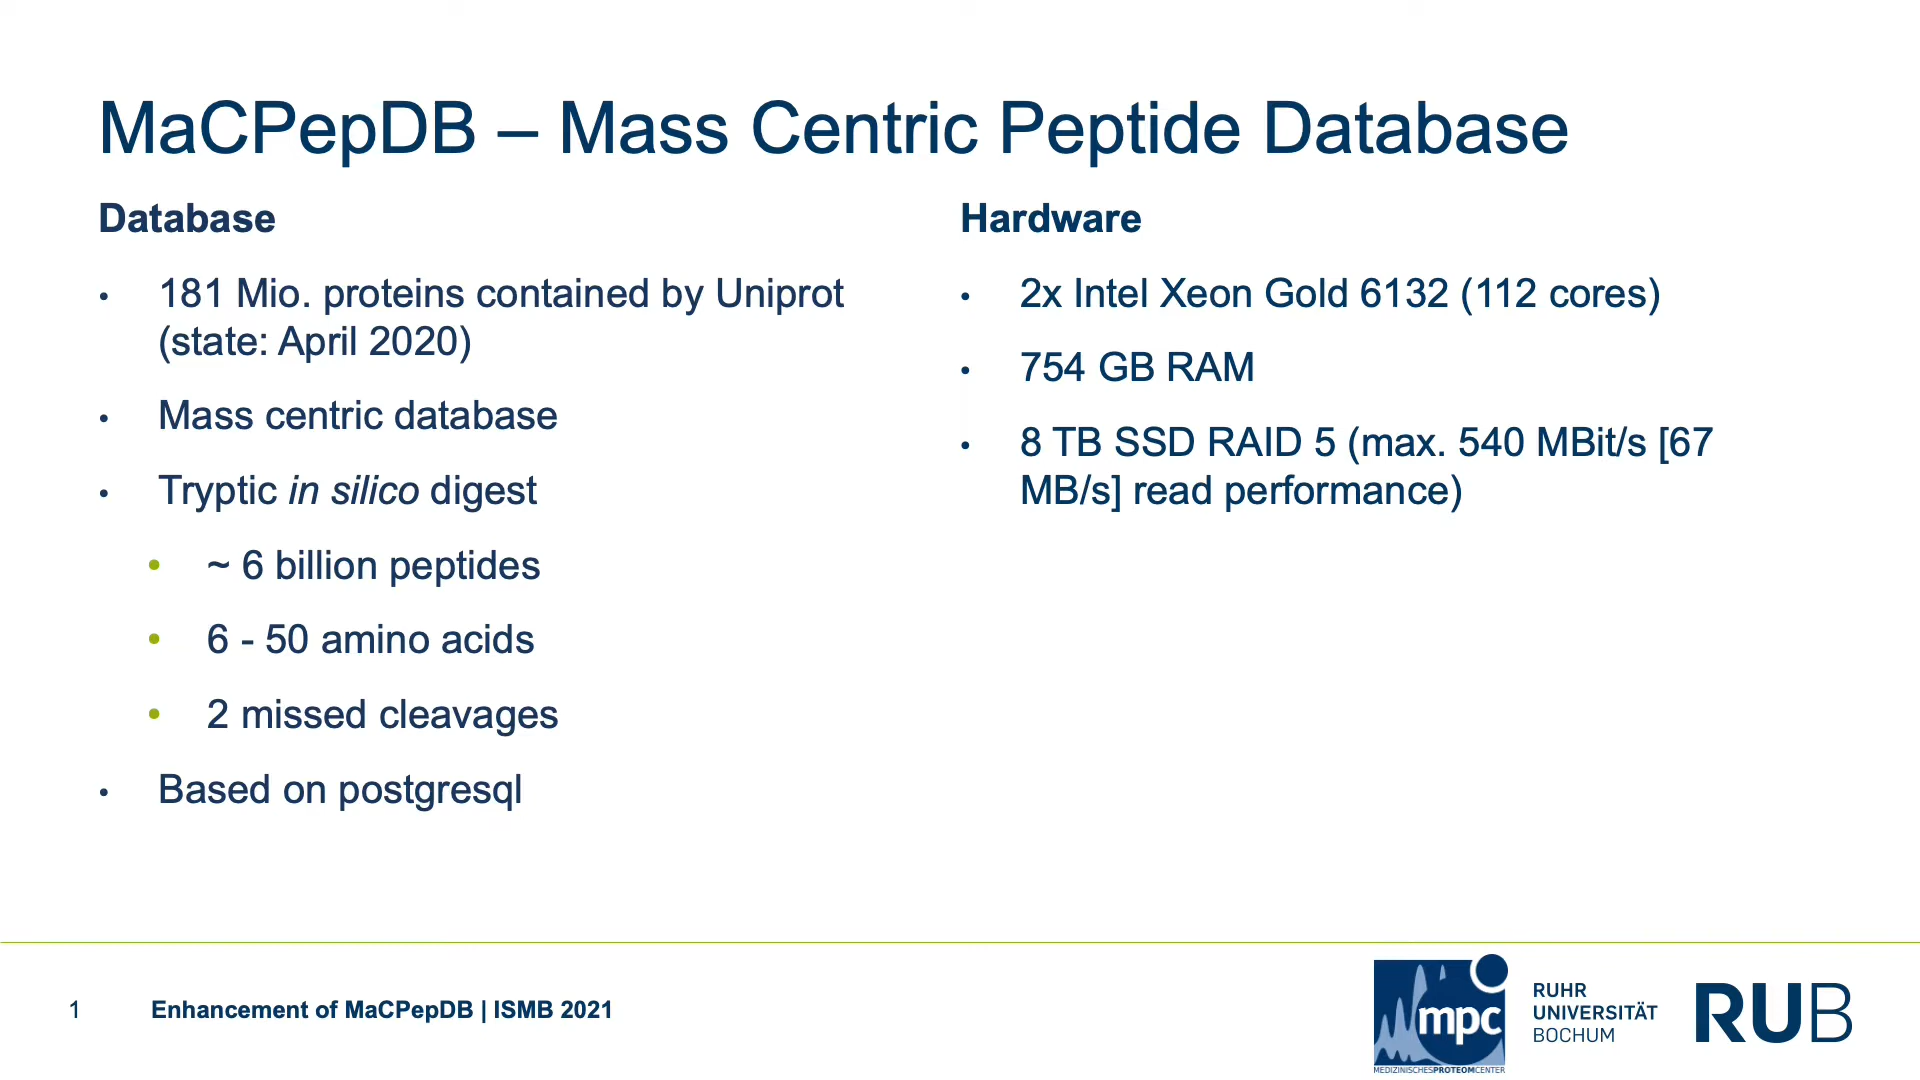 MaCPepDB – Mass Centric Peptide Database
Database
• 181 Mio. proteins contained by Uniprot
(state: April 2020)
• Mass centric database
• Tryptic in silico digest
• ~ 6 billion peptides
• 6 - 50 amino acids
• 2 missed cleavages
• Based on postgresql
Hardware
• 2x Intel Xeon Gold 6132 (112 cores)
• 754 GB RAM
• 8 TB SSD RAID 5 (max. 540 MBit/s [67
MB/s] read performance)
1 Enhancement of MaCPepDB | ISMB 2021
mpc
MEDIZINISCHESPROTEOMCENTER
RUHR
UNIVERSITÄT
BOCHUM
RUB